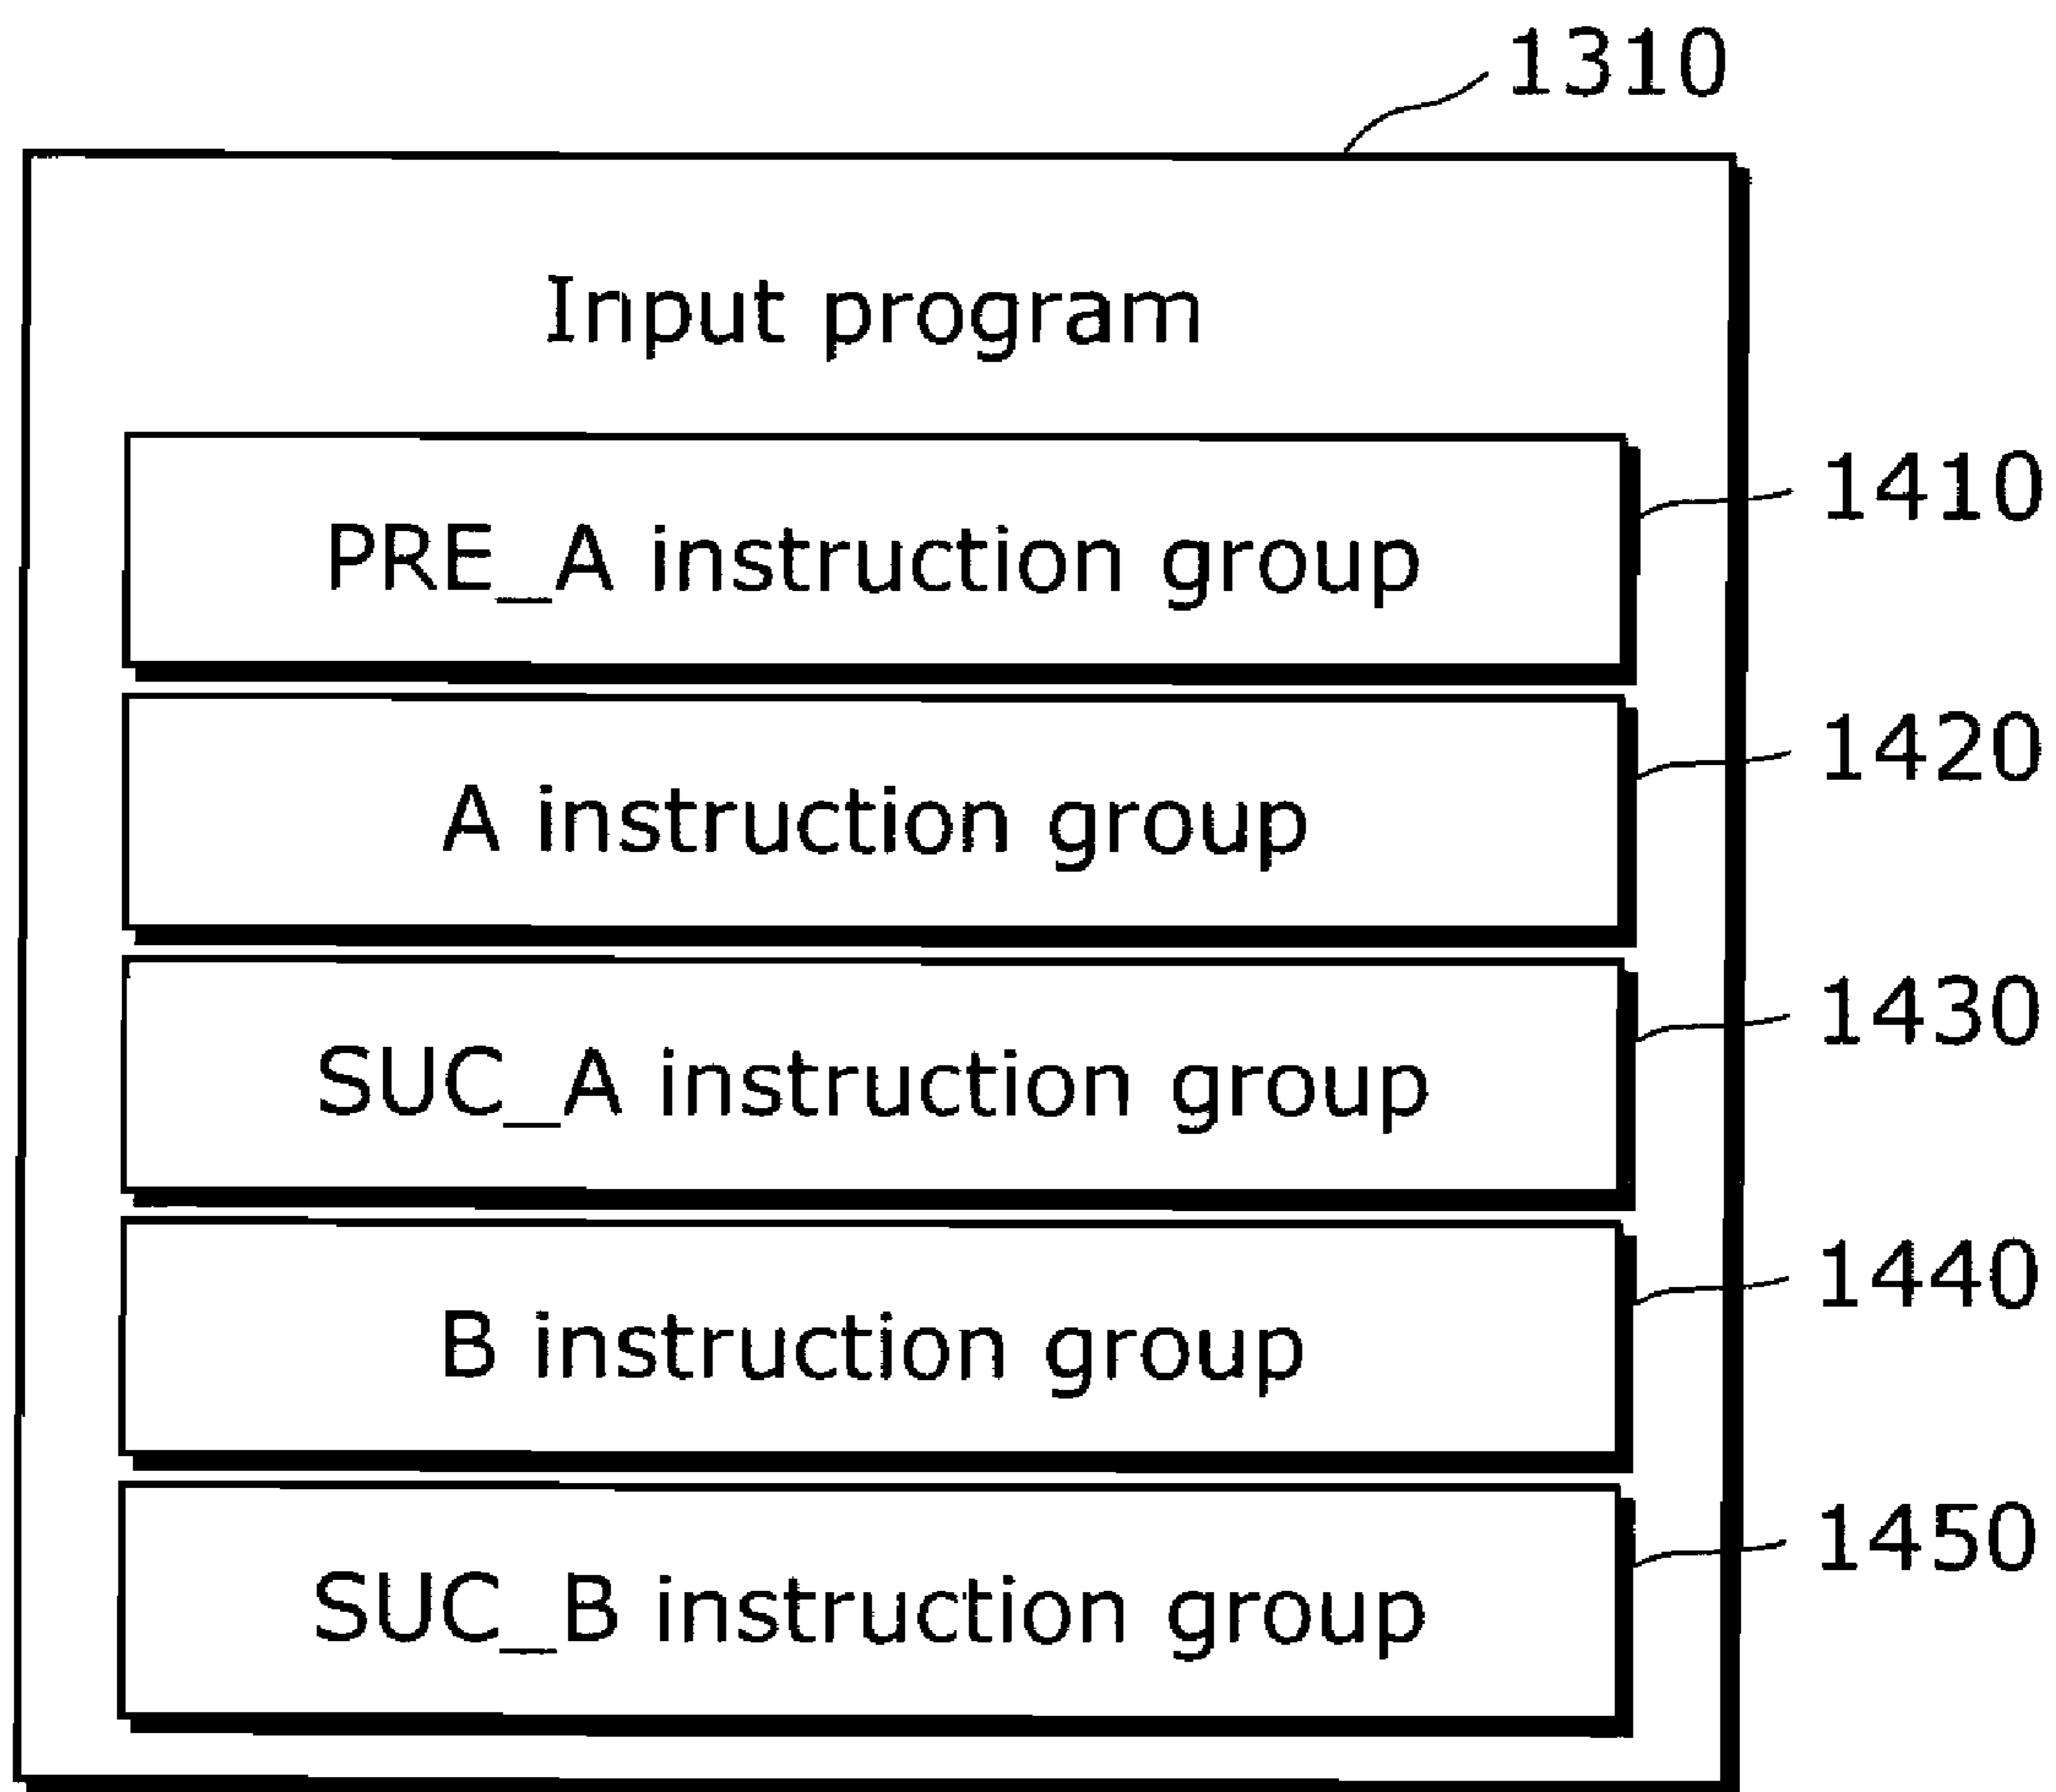 1310
Input program
PRE_A instruction group
1410
A instruction group
1420
SUC_A instruction group
1430
B instruction group
1440
SUC_B instruction group
1450